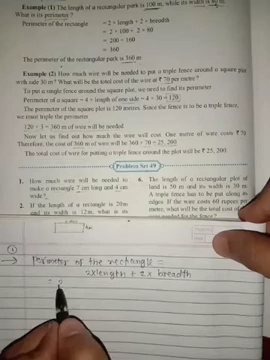 Example (1) The length of a rectangular park is 100 m, while its width is 80 m.
What is its perimeter ?
Perimeter of the rectangle = 2 × length + 2 × breadth
= 2 × 100 + 2 × 80
= 200 + 160
= 360
The perimeter of the rectangular park is 360 m
Example (2) How much wire will be needed to put a triple fence around a square plot
with side 30 m? What will be the total cost of the wire at ₹ 70 per metre?
To put a single fence around the square plot, we need to find its perimeter
Perimeter of a square = 4 × length of one side = 4 × 30 = 120
The perimeter of the square plot is 120 metres. Since the fence is to be a triple fence,
we must triple the perimeter
120 × 3 = 360 m of wire will be needed
Now let us find out how much the wire will cost. One metre of wire costs ₹ 70
Therefore, the cost of 360 m of wire will be 360 × 70 = 25, 200
The total cost of wire for putting a triple fence around the plot will be ₹ 25, 200.
Problem Set 49
1. How much wire will be needed to
make a rectangle 7 cm long and 4 cm
wide ?
2. If the length of a rectangle is 20m
and its width is 12m, what is its
6. The length of a rectangular plot of
land is 50 m and its width is 30 m
A triple fence has to be put along its
edges. If the wire costs 60 rupees per
meter, what will be the total cost of
①
→ Perimeter of the rectangle =
2×length + 2× breadth
=